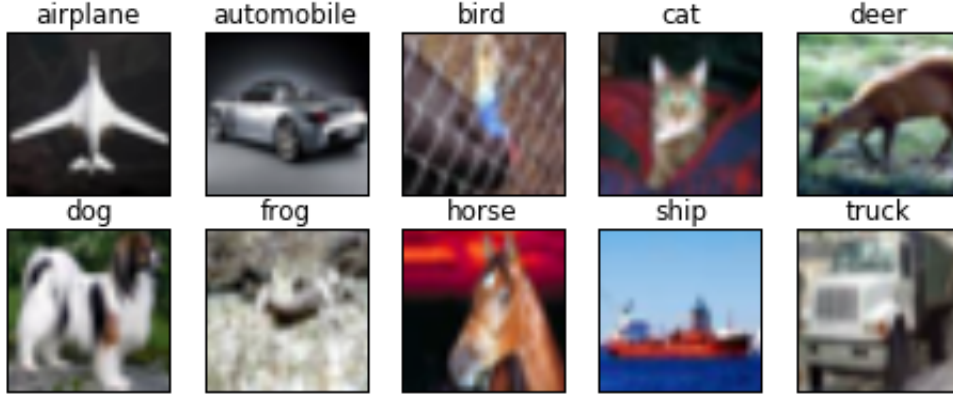 airplane automobile bird cat deer
dog frog horse ship truck